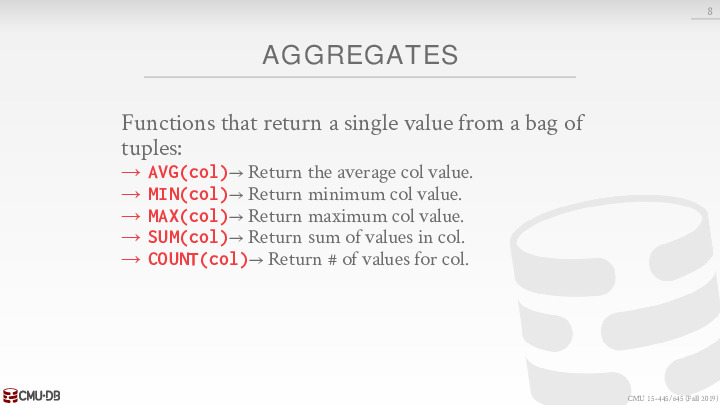 8
AGGREGATES
Functions that return a single value from a bag of
tuples:
→ AVG(col)→ Return the average col value.
→ MIN(col)→ Return minimum col value.
→ MAX(col)→ Return maximum col value.
→ SUM(col)→ Return sum of values in col.
→ COUNT(col)→ Return # of values for col.
CMU·DB
CMU 15-445/645 (Fall 2019)